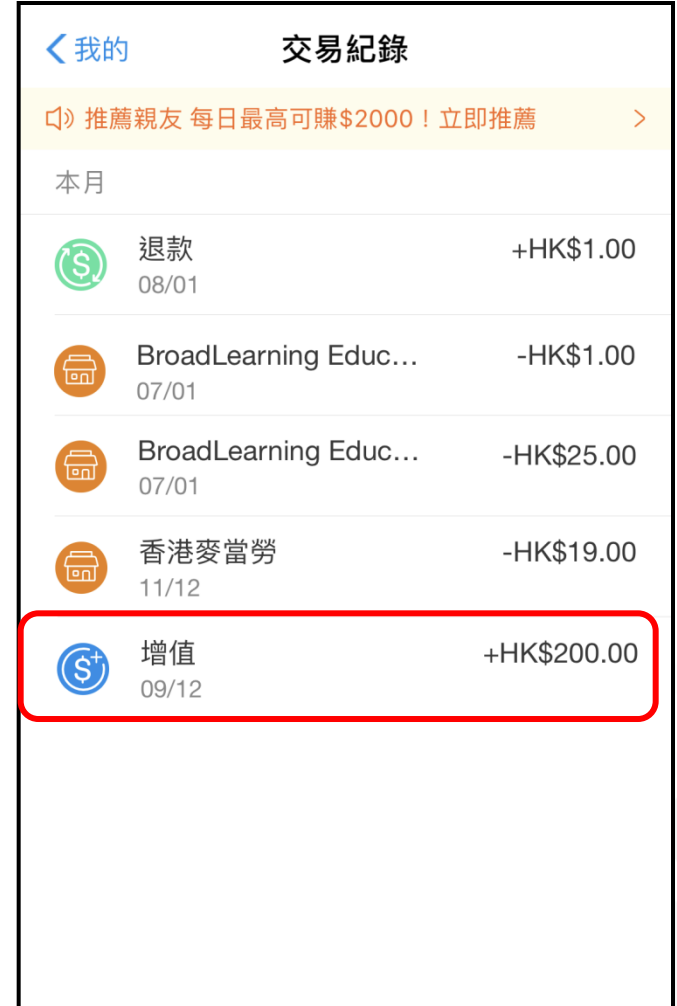 我的
交易紀錄
推薦親友 每日最高可賺$2000！立即推薦
本月
退款 +HK$1.00
08/01
BroadLearning Educ... -HK$1.00
07/01
BroadLearning Educ... -HK$25.00
07/01
香港麥當勞 -HK$19.00
11/12
增值 +HK$200.00
09/12